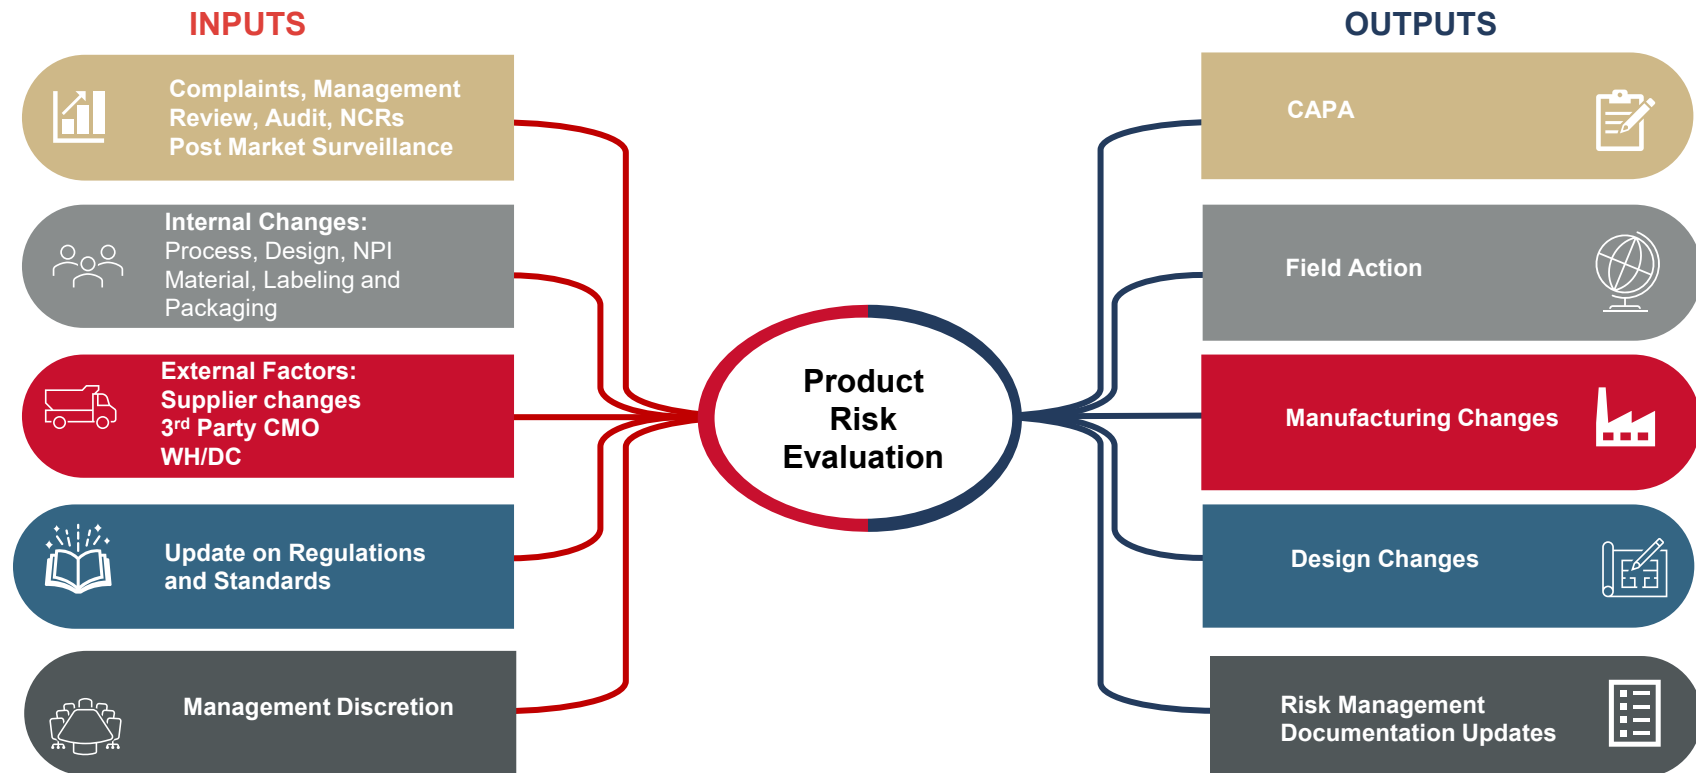 INPUTS
Complaints, Management
Review, Audit, NCRs
Post Market Surveillance
Internal Changes:
Process, Design, NPI
Material, Labeling and
Packaging
External Factors:
Supplier changes
3rd Party CMO
WH/DC
Update on Regulations
and Standards
Management Discretion
Product
Risk
Evaluation
OUTPUTS
CAPA
Field Action
Manufacturing Changes
Design Changes
Risk Management
Documentation Updates